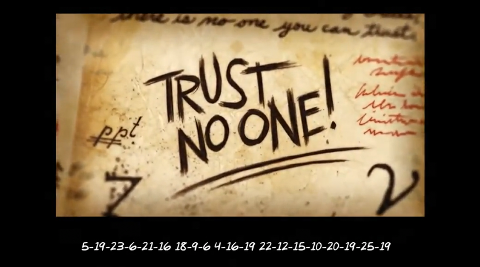 there is no one you can trust
TRUST
NO ONE!
ppt
5-19-23-6-21-16 18-9-6 4-16-19 22-12-15-10-20-19-25-19